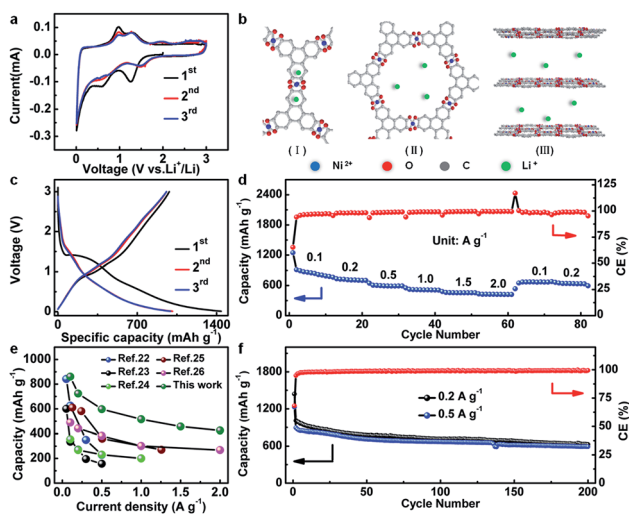 a
Current(mA)
0.1
0.0
-0.1
-0.2
-0.3
1st
2nd
3rd
0 1 2 3
Voltage (V vs.Li+/Li)
b
( I ) (II) (III)
Ni2+ O C Li+
c
Voltage (V)
3
2
1
0
1st
2nd
3rd
0 400 800 1200
Specific capacity (mAh g-1)
d
Capacity (mAh g-1)
2400
1800
1200
600
0
Unit: A g-1
0.1 0.2 0.5 1.0 1.5 2.0 0.1 0.2
125
100
75
50
25
0
CE (%)
0 20 40 60 80
Cycle Number
e
Capacity (mAh g-1)
1000
800
600
400
200
0
Ref.22 Ref.25
Ref.23 Ref.26
Ref.24 This work
0.0 0.5 1.0 1.5 2.0
Current density (A g-1)
f
Capacity (mAh g-1)
1800
1200
600
0
0.2 A g-1
0.5 A g-1
100
50
0
CE (%)
0 50 100 150 200
Cycle Number